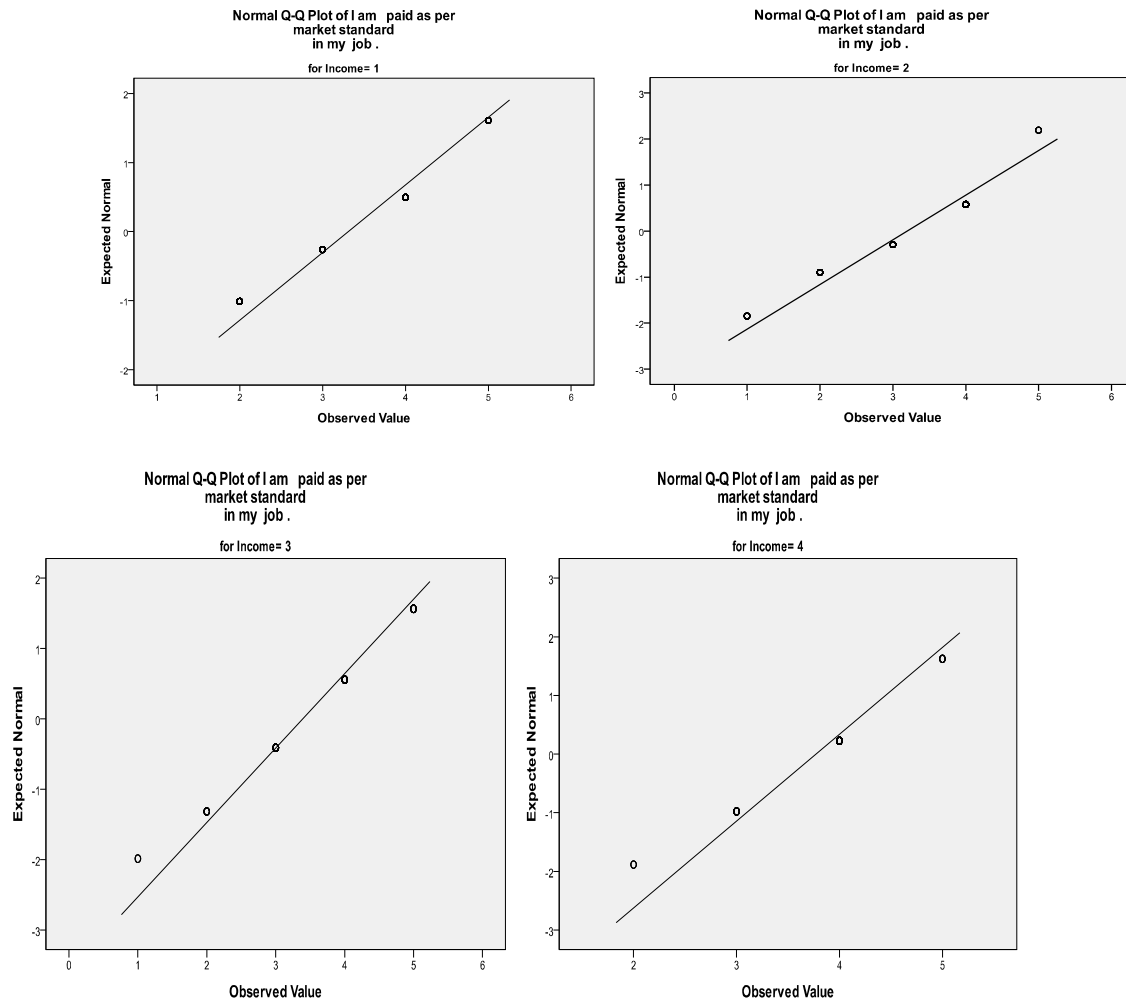 Normal Q-Q Plot of I am paid as per
market standard
in my job .
for Income= 1
2
1
0
-1
-2
Expected Normal
1 2 3 4 5 6
Observed Value
Normal Q-Q Plot of I am paid as per
market standard
in my job .
for Income= 2
3
2
1
0
-1
-2
-3
Expected Normal
0 1 2 3 4 5 6
Observed Value
Normal Q-Q Plot of I am paid as per
market standard
in my job .
for Income= 3
2
1
0
-1
-2
-3
Expected Normal
0 1 2 3 4 5 6
Observed Value
Normal Q-Q Plot of I am paid as per
market standard
in my job .
for Income= 4
3
2
1
0
-1
-2
-3
Expected Normal
2 3 4 5
Observed Value